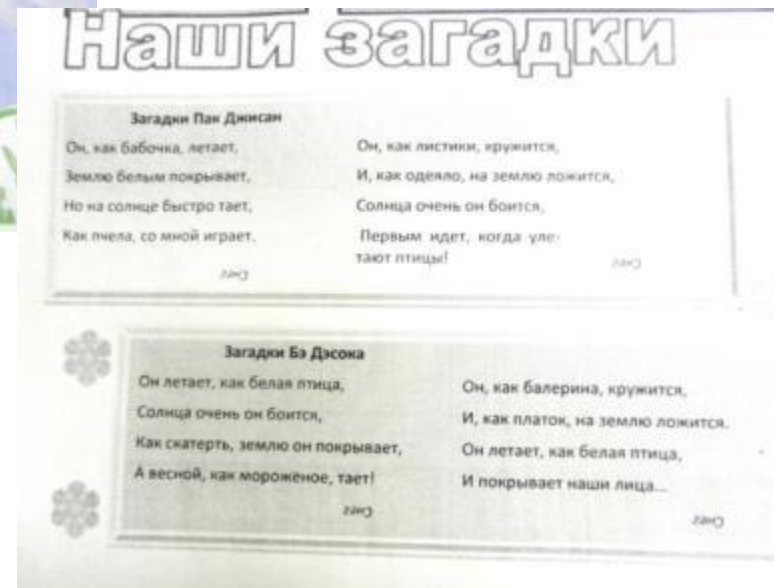 Наши загадки
Загадки Пак Джисан
Он, как бабочка, летает,
Землю белым покрывает,
Но на солнце быстро тает,
Как пчела, со мной играет.
Снег
Он, как листики, кружится,
И, как одеяло, на землю ложится,
Солнца очень он боится,
Первым идет, когда уле-
тают птицы!
Снег
Загадки Бэ Дэсока
Он летает, как белая птица,
Солнца очень он боится,
Как скатерть, землю он покрывает,
А весной, как мороженое, тает!
Снег
Он, как балерина, кружится,
И, как платок, на землю ложится.
Он летает, как белая птица,
И покрывает наши лица...
Снег